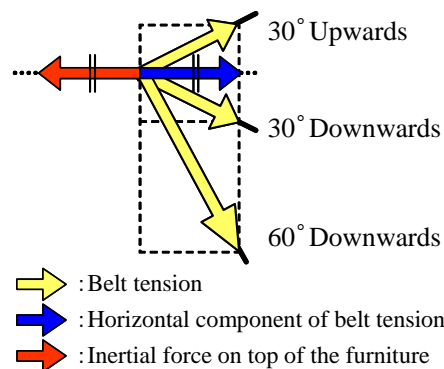 30° Upwards
30° Downwards
60° Downwards
: Belt tension
: Horizontal component of belt tension
: Inertial force on top of the furniture